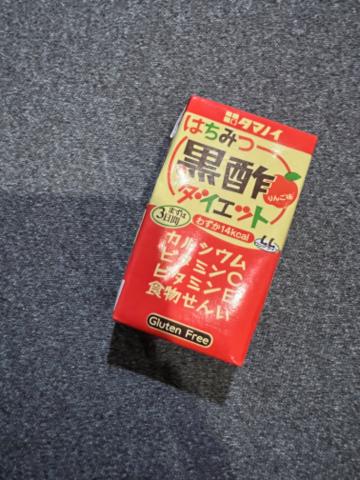 タマノイ
はちみつ
黒酢
りんご味
ダイエット
まずは
3日間
わずか14kcal
カルシウム
ビタミンC
ビタミンE
食物せんい
Gluten Free